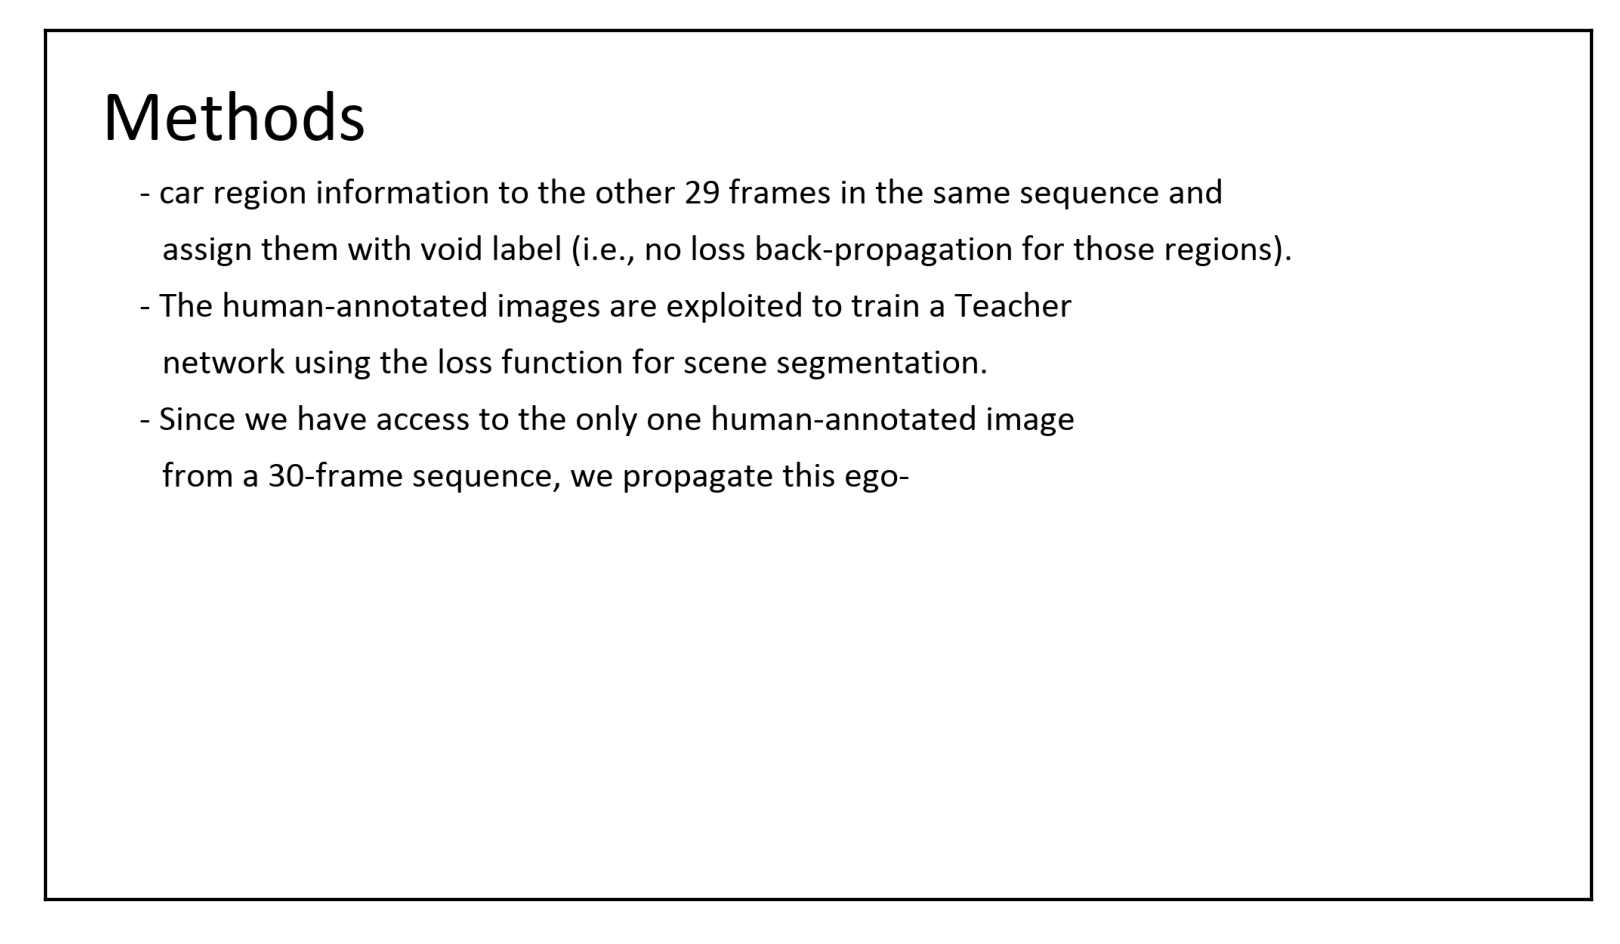 Methods
- car region information to the other 29 frames in the same sequence and
assign them with void label (i.e., no loss back-propagation for those regions).
- The human-annotated images are exploited to train a Teacher
network using the loss function for scene segmentation.
- Since we have access to the only one human-annotated image
from a 30-frame sequence, we propagate this ego-